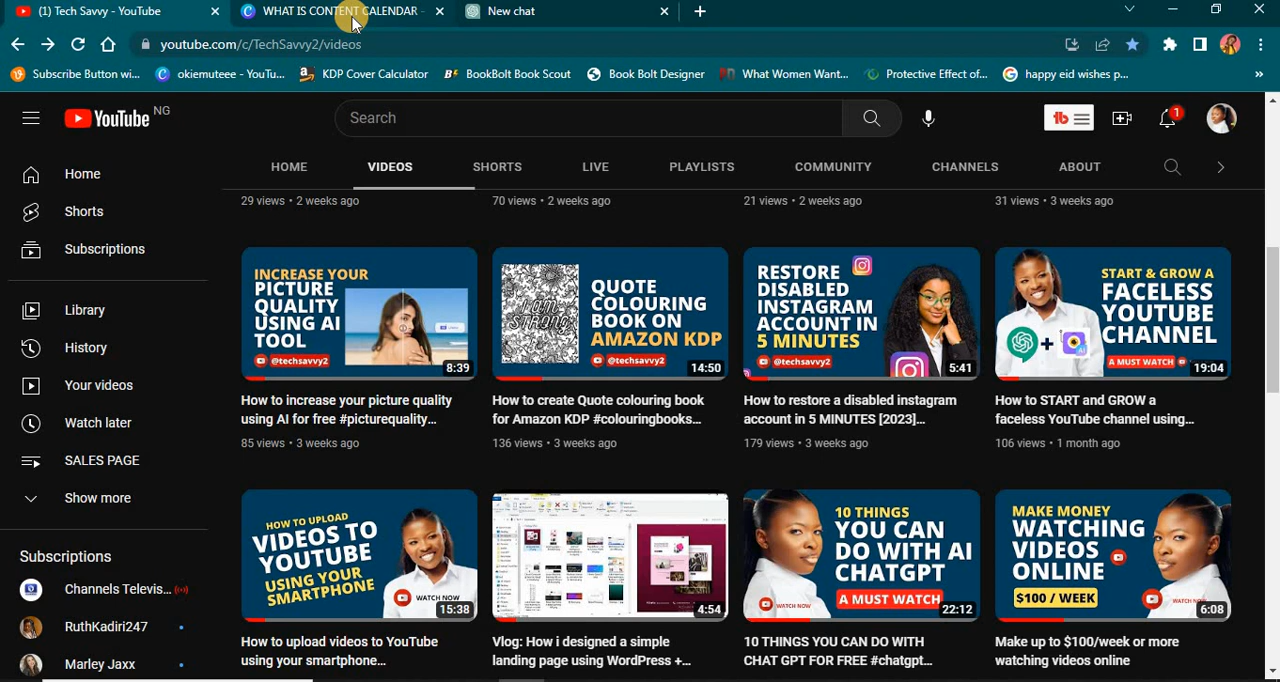 (1) Tech Savvy - YouTube
WHAT IS CONTENT CALENDAR -
New chat
youtube.com/c/TechSavvy2/videos
Subscribe Button wi...
okiemuteee - YouTu...
KDP Cover Calculator
BookBolt Book Scout
Book Bolt Designer
What Women Want...
Protective Effect of...
happy eid wishes p...
YouTube NG
Search
1
HOME
VIDEOS
SHORTS
LIVE
PLAYLISTS
COMMUNITY
CHANNELS
ABOUT
Home
Shorts
Subscriptions
Library
History
Your videos
Watch later
SALES PAGE
Show more
Subscriptions
Channels Televis...
RuthKadiri247
Marley Jaxx
29 views • 2 weeks ago
70 views • 2 weeks ago
21 views • 2 weeks ago
31 views • 3 weeks ago
INCREASE YOUR
PICTURE
QUALITY
USING AI
TOOL
@techsavvy2
8:39
How to increase your picture quality
using AI for free #picturequality...
85 views • 3 weeks ago
I AM
STRONG
QUOTE
COLOURING
BOOK ON
AMAZON KDP
@techsavvy2
14:50
How to create Quote colouring book
for Amazon KDP #colouringbooks...
136 views • 3 weeks ago
RESTORE
DISABLED
INSTAGRAM
ACCOUNT IN
5 MINUTES
@techsavvy2
5:41
How to restore a disabled instagram
account in 5 MINUTES [2023]...
179 views • 3 weeks ago
START & GROW A
FACELESS
YOUTUBE
CHANNEL
A MUST WATCH
19:04
How to START and GROW a
faceless YouTube channel using...
106 views • 1 month ago
HOW TO UPLOAD
VIDEOS TO
YOUTUBE
USING YOUR
SMARTPHONE
WATCH NOW
15:38
How to upload videos to YouTube
using your smartphone...
4:54
Vlog: How i designed a simple
landing page using WordPress +...
10 THINGS
YOU CAN
DO WITH AI
CHATGPT
WATCH NOW
A MUST WATCH
22:12
10 THINGS YOU CAN DO WITH
CHAT GPT FOR FREE #chatgpt...
MAKE MONEY
WATCHING
VIDEOS
ONLINE
$100 / WEEK
WATCH NOW
6:08
Make up to $100/week or more
watching videos online